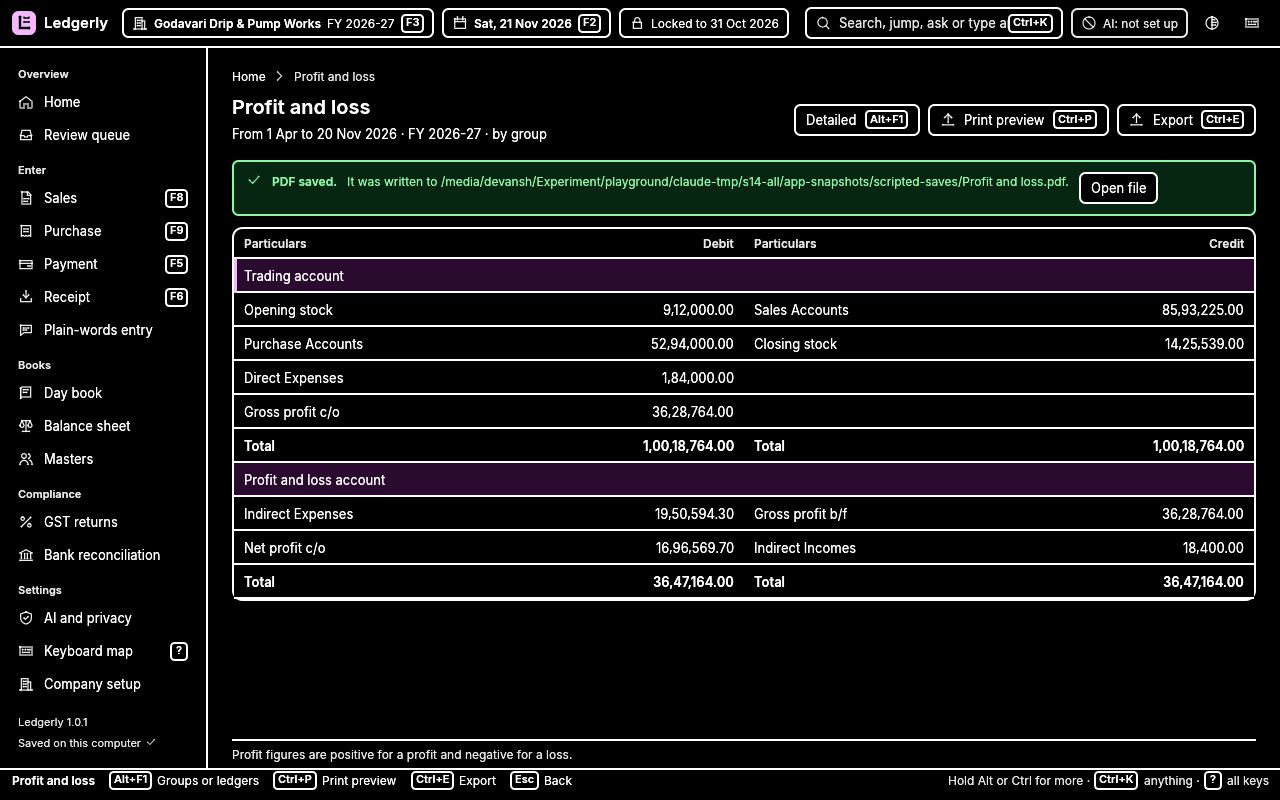 Ledgerly
Godavari Drip & Pump Works FY 2026-27 F3
Sat, 21 Nov 2026 F2
Locked to 31 Oct 2026
Search, jump, ask or type a Ctrl+K
AI: not set up
Overview
Home
Review queue
Enter
Sales F8
Purchase F9
Payment F5
Receipt F6
Plain-words entry
Books
Day book
Balance sheet
Masters
Compliance
GST returns
Bank reconciliation
Settings
AI and privacy
Keyboard map ?
Company setup
Ledgerly 1.0.1
Saved on this computer
Home > Profit and loss
Profit and loss
From 1 Apr to 20 Nov 2026 · FY 2026-27 · by group
Detailed Alt+F1
Print preview Ctrl+P
Export Ctrl+E
PDF saved. It was written to /media/devansh/Experiment/playground/claude-tmp/s14-all/app-snapshots/scripted-saves/Profit and loss.pdf. Open file
Particulars Debit Particulars Credit
Trading account
Opening stock 9,12,000.00 Sales Accounts 85,93,225.00
Purchase Accounts 52,94,000.00 Closing stock 14,25,539.00
Direct Expenses 1,84,000.00
Gross profit c/o 36,28,764.00
Total 1,00,18,764.00 Total 1,00,18,764.00
Profit and loss account
Indirect Expenses 19,50,594.30 Gross profit b/f 36,28,764.00
Net profit c/o 16,96,569.70 Indirect Incomes 18,400.00
Total 36,47,164.00 Total 36,47,164.00
Profit figures are positive for a profit and negative for a loss.
Profit and loss Alt+F1 Groups or ledgers Ctrl+P Print preview Ctrl+E Export Esc Back
Hold Alt or Ctrl for more · Ctrl+K anything · ? all keys